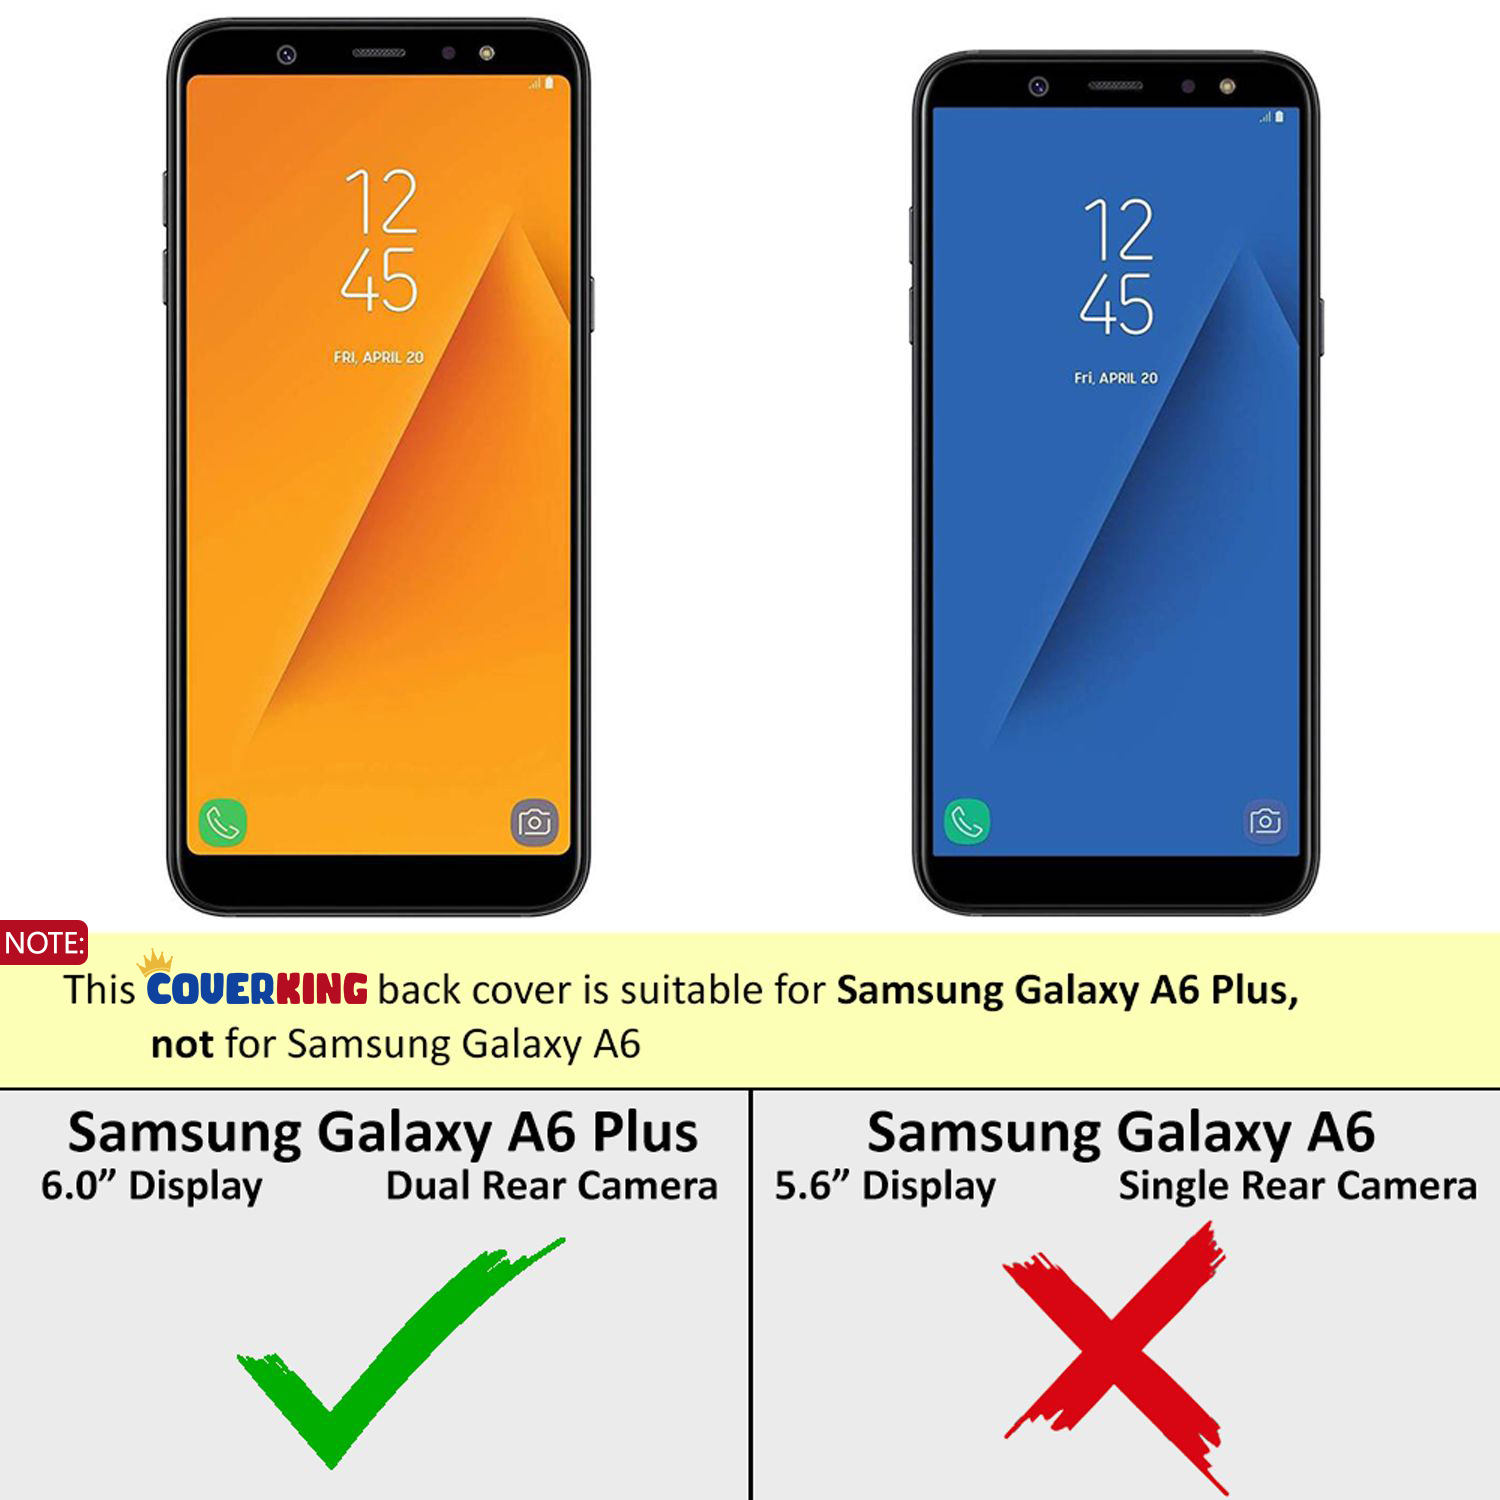 12
45
FRI, APRIL 20
12
45
Fri, APRIL 20
NOTE:
This COVERKING back cover is suitable for Samsung Galaxy A6 Plus,
not for Samsung Galaxy A6
Samsung Galaxy A6 Plus
6.0” Display Dual Rear Camera
Samsung Galaxy A6
5.6” Display Single Rear Camera